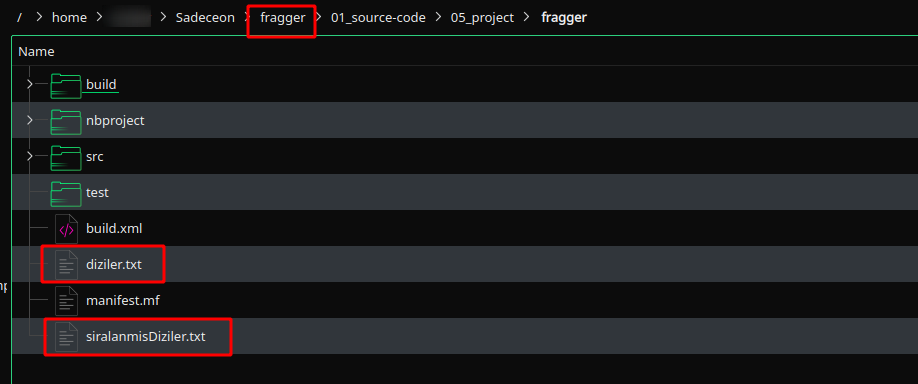 / > home > > Sadeceon > fragger > 01_source-code > 05_project > fragger
Name
build
nbproject
src
test
build.xml
diziler.txt
manifest.mf
siralanmisDiziler.txt